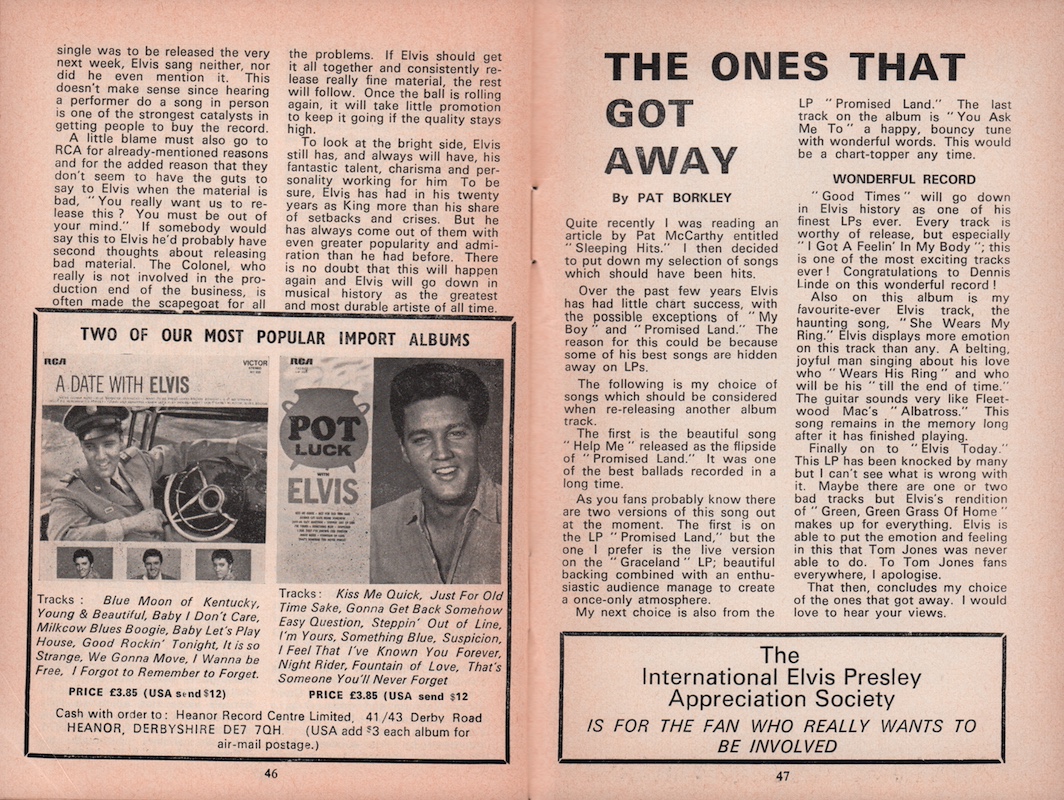 single was to be released the very
next week, Elvis sang neither, nor
did he even mention it. This
doesn't make sense since hearing
a performer do a song in person
is one of the strongest catalysts in
getting people to buy the record.
A little blame must also go to
RCA for already-mentioned reasons
and for the added reason that they
don't seem to have the guts to
say to Elvis when the material is
bad, "You really want us to re-
lease this? You must be out of
your mind." If somebody would
say this to Elvis he'd probably have
second thoughts about releasing
bad material. The Colonel, who
really is not involved in the pro-
duction end of the business, is
often made the scapegoat for all
the problems. If Elvis should get
it all together and consistently re-
lease really fine material, the rest
will follow. Once the ball is rolling
again, it will take little promotion
to keep it going if the quality stays
high.
To look at the bright side, Elvis
still has, and always will have, his
fantastic talent, charisma and per-
sonality working for him To be
sure, Elvis has had in his twenty
years as King more than his share
of setbacks and crises. But he
has always come out of them with
even greater popularity and admi-
ration than he had before. There
is no doubt that this will happen
again and Elvis will go down in
musical history as the greatest
and most durable artiste of all time.
TWO OF OUR MOST POPULAR IMPORT ALBUMS
RCA VICTOR
A DATE WITH ELVIS
RCA
POT
LUCK
WITH
ELVIS
Tracks : Blue Moon of Kentucky,
Young & Beautiful, Baby I Don't Care,
Milkcow Blues Boogie, Baby Let's Play
House, Good Rockin' Tonight, It is so
Strange, We Gonna Move, I Wanna be
Free, I Forgot to Remember to Forget.
PRICE £3.85 (USA send $12)
Tracks : Kiss Me Quick, Just For Old
Time Sake, Gonna Get Back Somehow
Easy Question, Steppin' Out of Line,
I'm Yours, Something Blue, Suspicion,
I Feel That I've Known You Forever,
Night Rider, Fountain of Love, That's
Someone You'll Never Forget
PRICE £3.85 (USA send $12
Cash with order to : Heanor Record Centre Limited, 41/43 Derby Road
HEANOR, DERBYSHIRE DE7 7QH. (USA add $3 each album for
air-mail postage.)
46
THE ONES THAT
GOT
AWAY
By PAT BORKLEY
Quite recently I was reading an
article by Pat McCarthy entitled
"Sleeping Hits." I then decided
to put down my selection of songs
which should have been hits.
Over the past few years Elvis
has had little chart success, with
the possible exceptions of "My
Boy" and "Promised Land." The
reason for this could be because
some of his best songs are hidden
away on LPs.
The following is my choice of
songs which should be considered
when re-releasing another album
track.
The first is the beautiful song
"Help Me" released as the flipside
of "Promised Land." It was one
of the best ballads recorded in a
long time.
As you fans probably know there
are two versions of this song out
at the moment. The first is on
the LP "Promised Land," but the
one I prefer is the live version
on the "Graceland" LP; beautiful
backing combined with an enthu-
siastic audience manage to create
a once-only atmosphere.
My next choice is also from the
LP "Promised Land." The last
track on the album is "You Ask
Me To" a happy, bouncy tune
with wonderful words. This would
be a chart-topper any time.
WONDERFUL RECORD
"Good Times" will go down
in Elvis history as one of his
finest LPs ever. Every track is
worthy of release, but especially
"I Got A Feelin' In My Body"; this
is one of the most exciting tracks
ever! Congratulations to Dennis
Linde on this wonderful record!
Also on this album is my
favourite-ever Elvis track, the
haunting song, "She Wears My
Ring." Elvis displays more emotion
on this track than any. A belting,
joyful man singing about his love
who "Wears His Ring" and who
will be his "till the end of time."
The guitar sounds very like Fleet-
wood Mac's "Albatross." This
song remains in the memory long
after it has finished playing.
Finally on to "Elvis Today."
This LP has been knocked by many
but I can't see what is wrong with
it. Maybe there are one or two
bad tracks but Elvis's rendition
of "Green, Green Grass Of Home"
makes up for everything. Elvis is
able to put the emotion and feeling
in this that Tom Jones was never
able to do. To Tom Jones fans
everywhere, I apologise.
That then, concludes my choice
of the ones that got away. I would
love to hear your views.
The
International Elvis Presley
Appreciation Society
IS FOR THE FAN WHO REALLY WANTS TO
BE INVOLVED
47